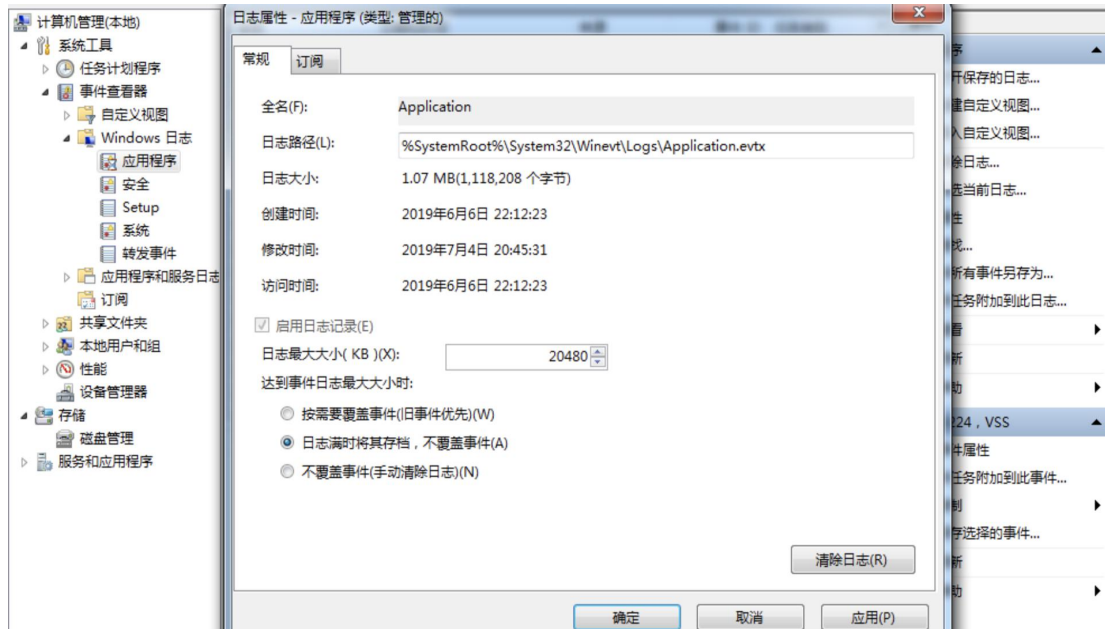 计算机管理(本地)
系统工具
任务计划程序
事件查看器
自定义视图
Windows 日志
应用程序
安全
Setup
系统
转发事件
应用程序和服务日志
订阅
共享文件夹
本地用户和组
性能
设备管理器
存储
磁盘管理
服务和应用程序
日志属性 - 应用程序 (类型: 管理的)
常规
订阅
全名(F):
Application
日志路径(L):
%SystemRoot%\System32\Winevt\Logs\Application.evtx
日志大小:
1.07 MB(1,118,208 个字节)
创建时间:
2019年6月6日 22:12:23
修改时间:
2019年7月4日 20:45:31
访问时间:
2019年6月6日 22:12:23
启用日志记录(E)
日志最大大小( KB )(X):
20480
达到事件日志最大大小时:
按需要覆盖事件(旧事件优先)(W)
日志满时将其存档，不覆盖事件(A)
不覆盖事件(手动清除日志)(N)
清除日志(R)
确定
取消
应用(P)
序
开保存的日志...
建自定义视图...
入自定义视图...
除日志...
选当前日志...
性
找...
所有事件另存为...
任务附加到此日志...
看
新
助
224，VSS
件属性
任务附加到此事件...
制
存选择的事件...
新
助